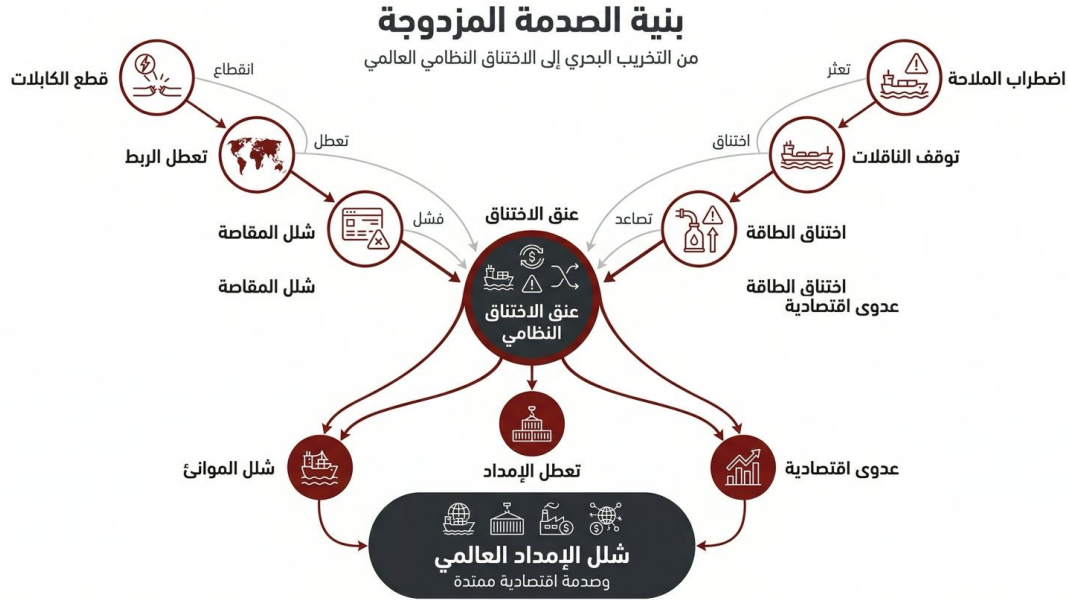 بنية الصدمة المزدوجة
من التخريب البحري إلى الاختناق النظامي العالمي
اضطراب الملاحة
تعثر
توقف الناقلات
اختناق
اختناق الطاقة
تصاعد
اختناق الطاقة
عدوى اقتصادية
قطع الكابلات
انقطاع
تعطل الربط
تعطل
شلل المقاصة
فشل
شلل المقاصة
عنق الاختناق
$
عنق الاختناق
النظامي
عدوى اقتصادية
تعطل الإمداد
شلل الموانئ
$
$
شلل الإمداد العالمي
وصدمة اقتصادية ممتدة